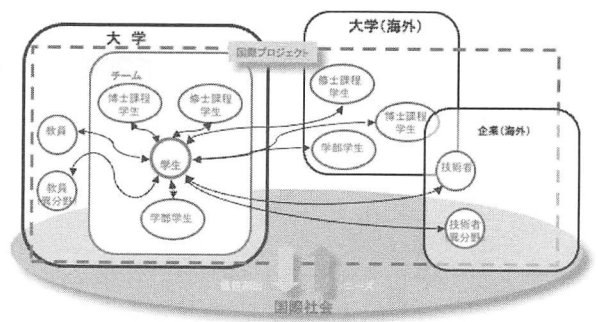 大 学
大学(海外)
国際プロジェクト
チーム
博士課程
学生
修士課程
学生
修士課程
学生
博士課程
学生
教員
企業(海外)
学部学生
学生
技術者
教員
異分野
学部学生
技術者
異分野
ニーズ
国際社会